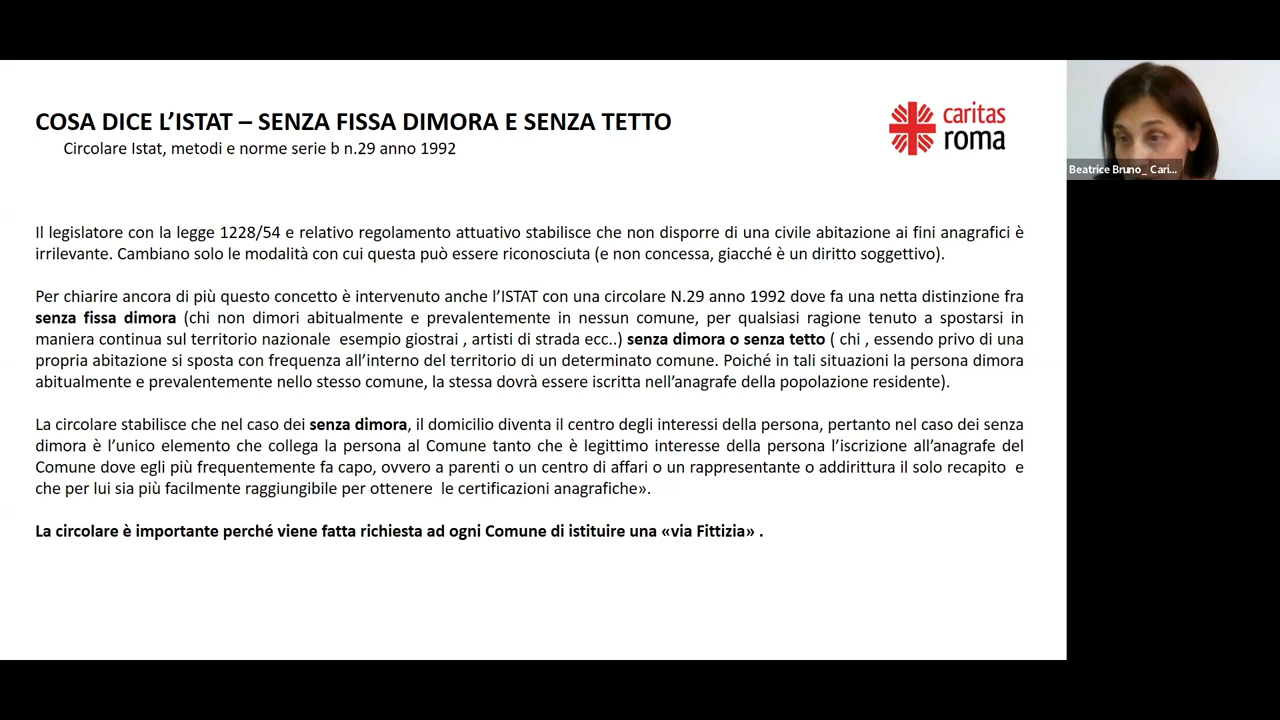 COSA DICE L'ISTAT – SENZA FISSA DIMORA E SENZA TETTO
Circolare Istat, metodi e norme serie b n.29 anno 1992
caritas
roma
Beatrice Bruno_ Cari...
Il legislatore con la legge 1228/54 e relativo regolamento attuativo stabilisce che non disporre di una civile abitazione ai fini anagrafici è
irrilevante. Cambiano solo le modalità con cui questa può essere riconosciuta (e non concessa, giacché è un diritto soggettivo).
Per chiarire ancora di più questo concetto è intervenuto anche l'ISTAT con una circolare N.29 anno 1992 dove fa una netta distinzione fra
senza fissa dimora (chi non dimori abitualmente e prevalentemente in nessun comune, per qualsiasi ragione tenuto a spostarsi in
maniera continua sul territorio nazionale  esempio giostrai , artisti di strada ecc..) senza dimora o senza tetto ( chi , essendo privo di una
propria abitazione si sposta con frequenza all'interno del territorio di un determinato comune. Poiché in tali situazioni la persona dimora
abitualmente e prevalentemente nello stesso comune, la stessa dovrà essere iscritta nell'anagrafe della popolazione residente).
La circolare stabilisce che nel caso dei senza dimora, il domicilio diventa il centro degli interessi della persona, pertanto nel caso dei senza
dimora è l'unico elemento che collega la persona al Comune tanto che è legittimo interesse della persona l'iscrizione all'anagrafe del
Comune dove egli più frequentemente fa capo, ovvero a parenti o un centro di affari o un rappresentante o addirittura il solo recapito  e
che per lui sia più facilmente raggiungibile per ottenere  le certificazioni anagrafiche».
La circolare è importante perché viene fatta richiesta ad ogni Comune di istituire una «via Fittizia» .